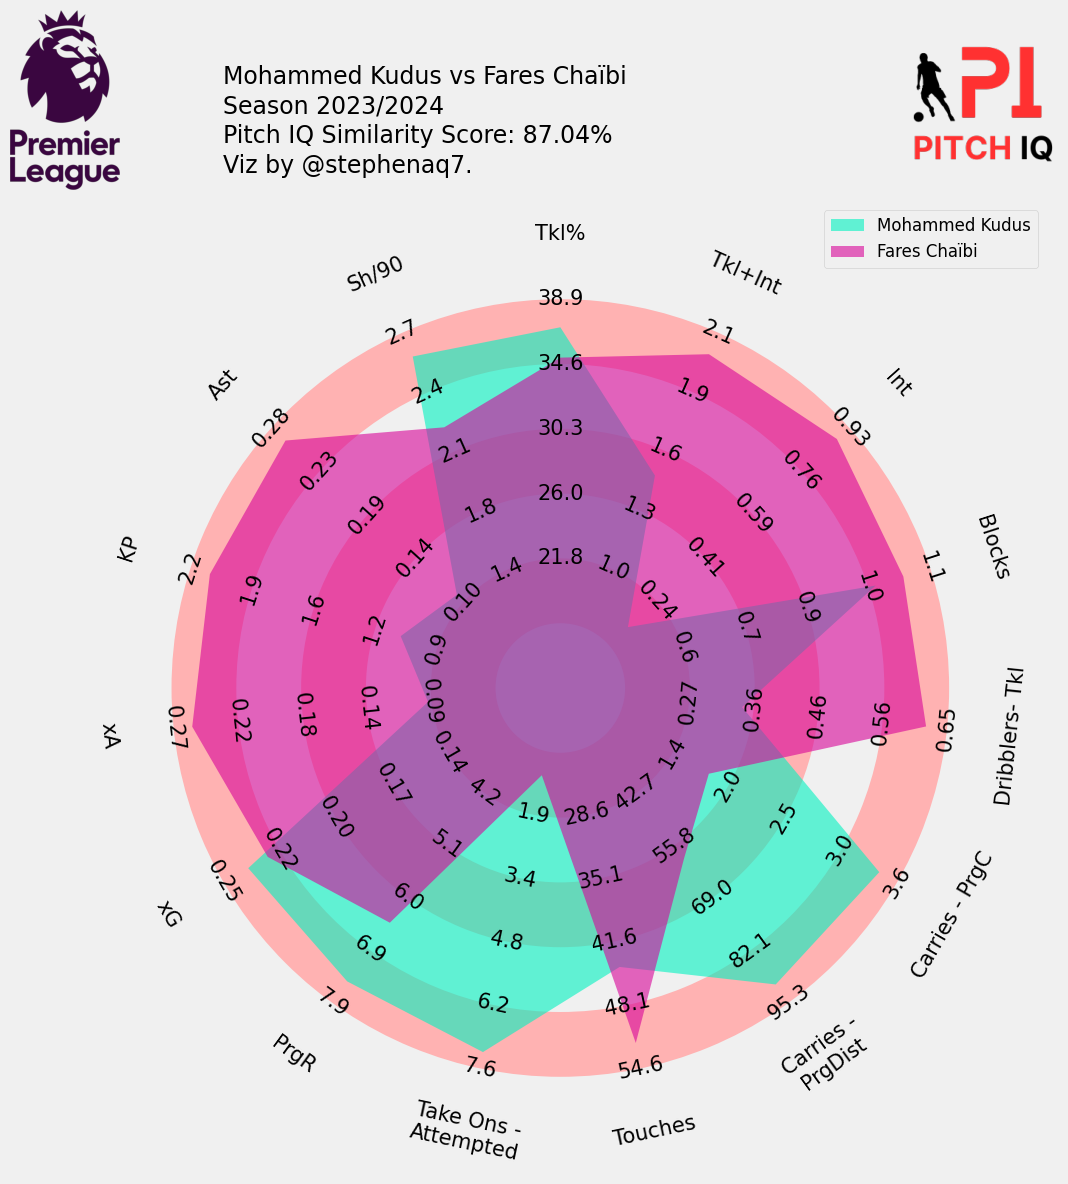 Premier
League
Mohammed Kudus vs Fares Chaïbi
Season 2023/2024
Pitch IQ Similarity Score: 87.04%
Viz by @stephenaq7.
PI
PITCH IQ
Mohammed Kudus
Fares Chaïbi
Tkl%
38.9
34.6
30.3
26.0
21.8
Tkl+Int
2.1
1.9
1.6
1.3
1.0
Int
0.93
0.76
0.59
0.41
0.24
Blocks
1.1
1.0
0.9
0.7
0.6
Dribblers- Tkl
0.65
0.56
0.46
0.36
0.27
Carries - PrgC
3.6
3.0
2.5
2.0
1.4
Carries -
PrgDist
95.3
82.1
69.0
55.8
42.7
Touches
54.6
48.1
41.6
35.1
28.6
Take Ons -
Attempted
7.6
6.2
4.8
3.4
1.9
PrgR
7.9
6.9
6.0
5.1
4.2
xG
0.25
0.22
0.20
0.17
0.14
xA
0.27
0.22
0.18
0.14
0.09
KP
2.2
1.9
1.6
1.2
0.9
Ast
0.28
0.23
0.19
0.14
0.10
Sh/90
2.7
2.4
2.1
1.8
1.4